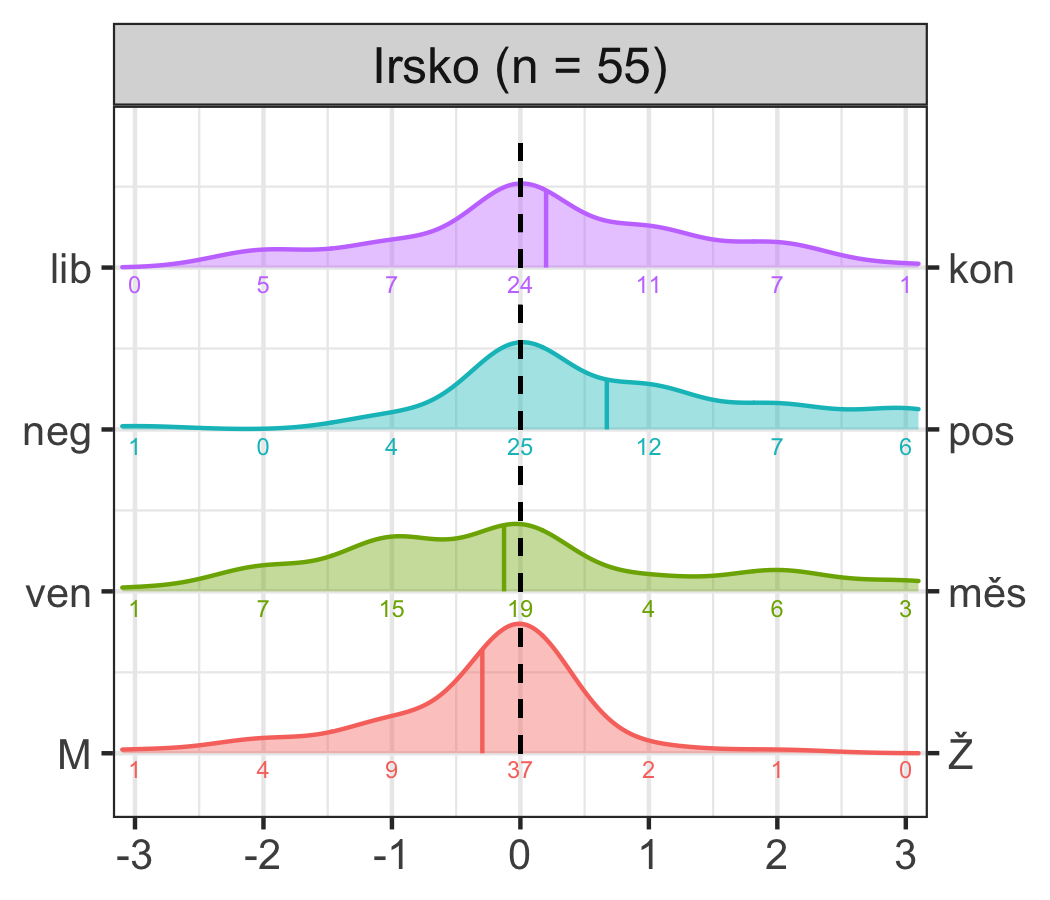 Irsko (n = 55)
lib kon
0 5 7 24 11 7 1
neg pos
1 0 4 25 12 7 6
ven měs
1 7 15 19 4 6 3
M Ž
1 4 9 37 2 1 0
-3 -2 -1 0 1 2 3